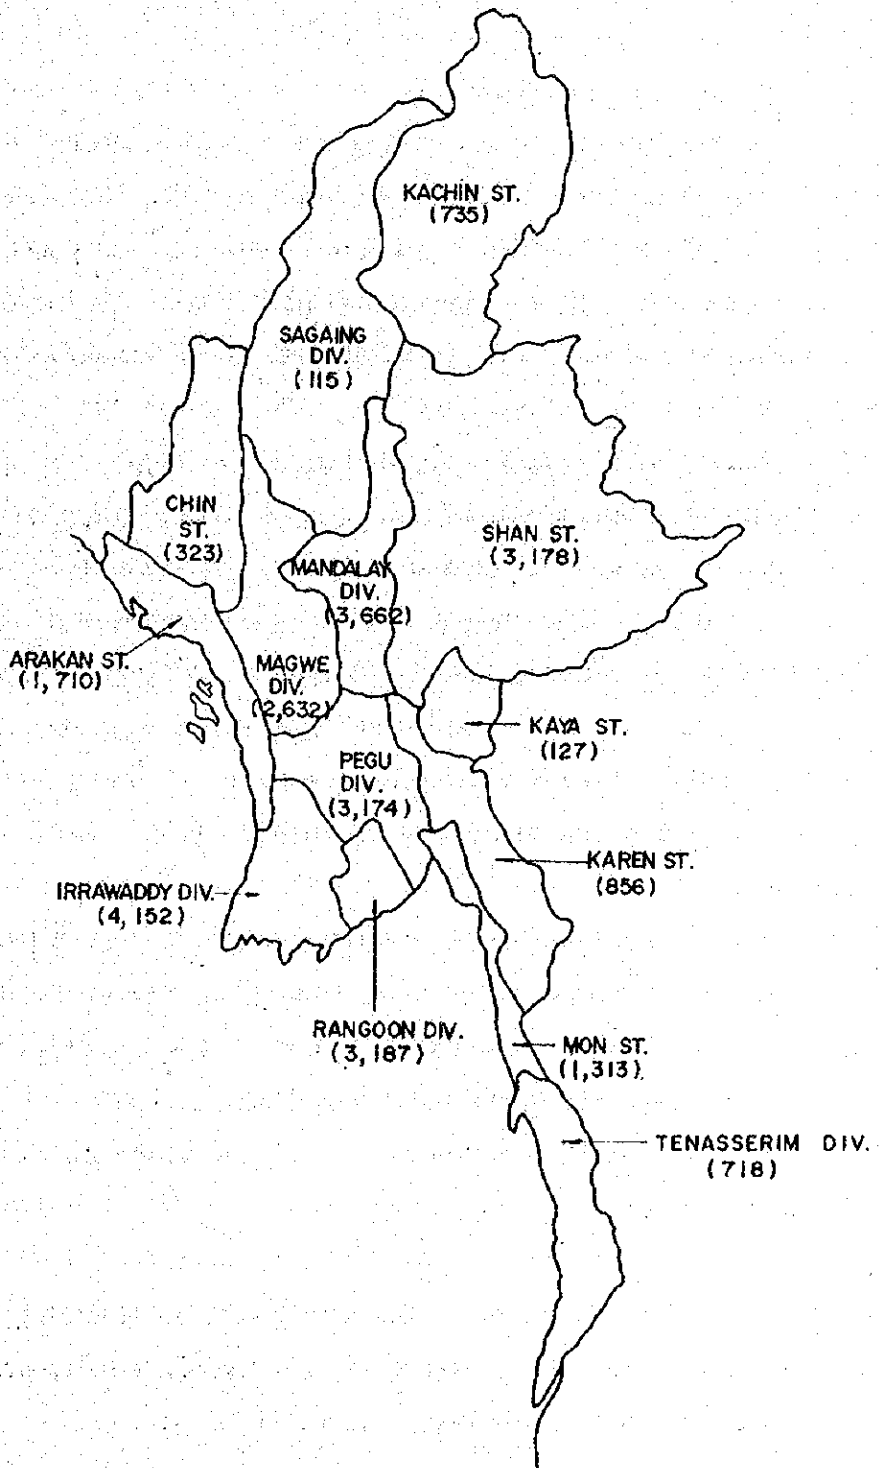 KACHIN ST.
(735)
SAGAING
DIV.
(115)
CHIN
ST.
(323)
SHAN ST.
(3,178)
MANDALAY
DIV.
(3,662)
ARAKAN ST.
(1,710)
MAGWE
DIV.
(2,632)
KAYA ST.
(127)
PEGU
DIV.
(3,174)
KAREN ST.
(856)
IRRAWADDY DIV.
(4,152)
RANGOON DIV.
(3,187)
MON ST.
(1,313)
TENASSERIM DIV.
(718)